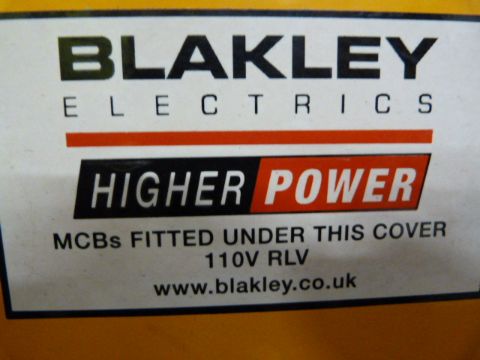 BLAKLEY
ELECTRICS
HIGHER POWER
MCBs FITTED UNDER THIS COVER
110V RLV
www.blakley.co.uk